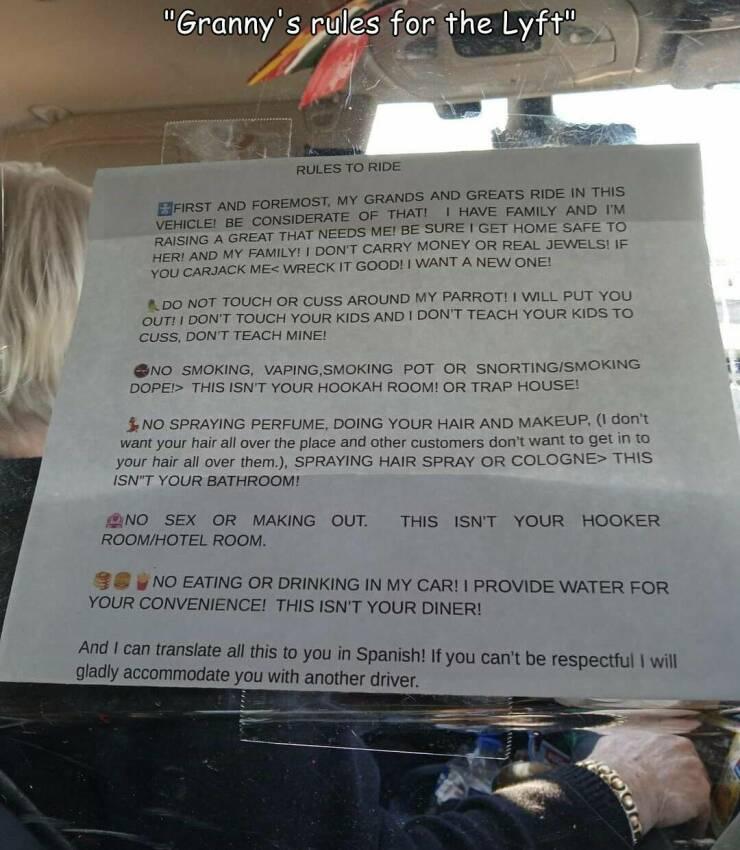 "Granny's rules for the Lyft"
RULES TO RIDE
FIRST AND FOREMOST, MY GRANDS AND GREATS RIDE IN THIS
VEHICLE! BE CONSIDERATE OF THAT! I HAVE FAMILY AND I'M
RAISING A GREAT THAT NEEDS ME! BE SURE I GET HOME SAFE TO
HER! AND MY FAMILY! I DON'T CARRY MONEY OR REAL JEWELS! IF
YOU CARJACK ME< WRECK IT GOOD! I WANT A NEW ONE!
DO NOT TOUCH OR CUSS AROUND MY PARROT! I WILL PUT YOU
OUT! I DON'T TOUCH YOUR KIDS AND I DON'T TEACH YOUR KIDS TO
CUSS, DON'T TEACH MINE!
NO SMOKING, VAPING,SMOKING POT OR SNORTING/SMOKING
DOPE!> THIS ISN'T YOUR HOOKAH ROOM! OR TRAP HOUSE!
NO SPRAYING PERFUME, DOING YOUR HAIR AND MAKEUP, (I don't
want your hair all over the place and other customers don't want to get in to
your hair all over them.), SPRAYING HAIR SPRAY OR COLOGNE> THIS
ISN"T YOUR BATHROOM!
NO SEX OR MAKING OUT. THIS ISN'T YOUR HOOKER
ROOM/HOTEL ROOM.
NO EATING OR DRINKING IN MY CAR! I PROVIDE WATER FOR
YOUR CONVENIENCE! THIS ISN'T YOUR DINER!
And I can translate all this to you in Spanish! If you can't be respectful I will
gladly accommodate you with another driver.